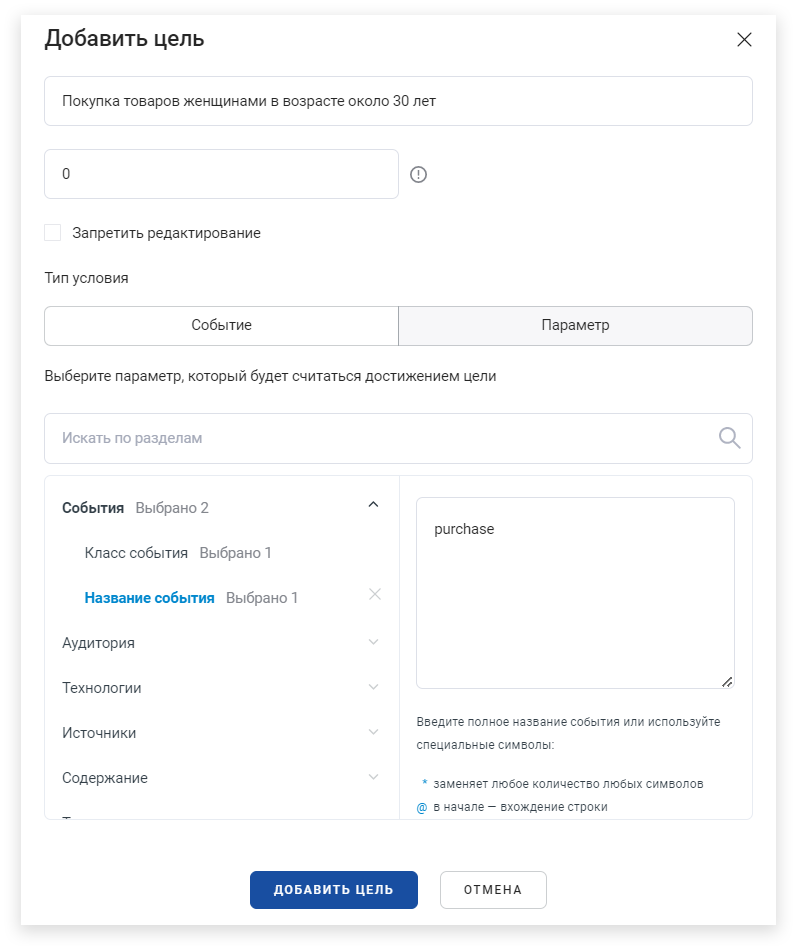 Добавить цель
Покупка товаров женщинами в возрасте около 30 лет
0
Запретить редактирование
Тип условия
Событие
Параметр
Выберите параметр, который будет считаться достижением цели
Искать по разделам
События Выбрано 2
Класс события Выбрано 1
Название события Выбрано 1
Аудитория
Технологии
Источники
Содержание
purchase
Введите полное название события или используйте
специальные символы:
* заменяет любое количество любых символов
@ в начале — вхождение строки
ДОБАВИТЬ ЦЕЛЬ
ОТМЕНА